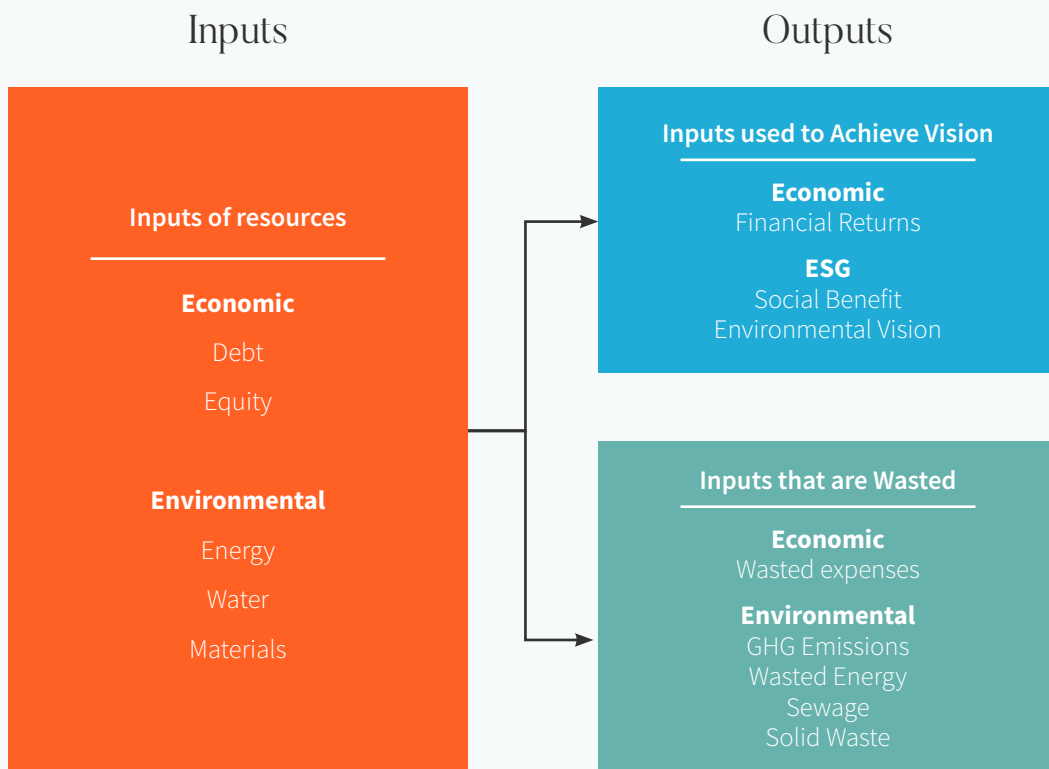 Inputs
Outputs
Inputs of resources
Economic
Debt
Equity
Environmental
Energy
Water
Materials
Inputs used to Achieve Vision
Economic
Financial Returns
ESG
Social Benefit
Environmental Vision
Inputs that are Wasted
Economic
Wasted expenses
Environmental
GHG Emissions
Wasted Energy
Sewage
Solid Waste